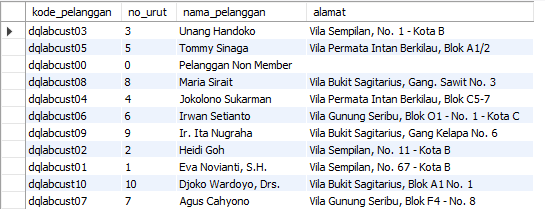 kode_pelanggan no_urut nama_pelanggan alamat
dqlabcust03 3 Unang Handoko Vila Sempilan, No. 1 - Kota B
dqlabcust05 5 Tommy Sinaga Vila Permata Intan Berkilau, Blok A1/2
dqlabcust00 0 Pelanggan Non Member
dqlabcust08 8 Maria Sirait Vila Bukit Sagitarius, Gang. Sawit No. 3
dqlabcust04 4 Jokolono Sukarman Vila Permata Intan Berkilau, Blok C5-7
dqlabcust06 6 Irwan Setianto Vila Gunung Seribu, Blok O1 - No. 1 - Kota C
dqlabcust09 9 Ir. Ita Nugraha Vila Bukit Sagitarius, Gang Kelapa No. 6
dqlabcust02 2 Heidi Goh Vila Sempilan, No. 11 - Kota B
dqlabcust01 1 Eva Novianti, S.H. Vila Sempilan, No. 67 - Kota B
dqlabcust10 10 Djoko Wardoyo, Drs. Vila Bukit Sagitarius, Blok A1 No. 1
dqlabcust07 7 Agus Cahyono Vila Gunung Seribu, Blok F4 - No. 8